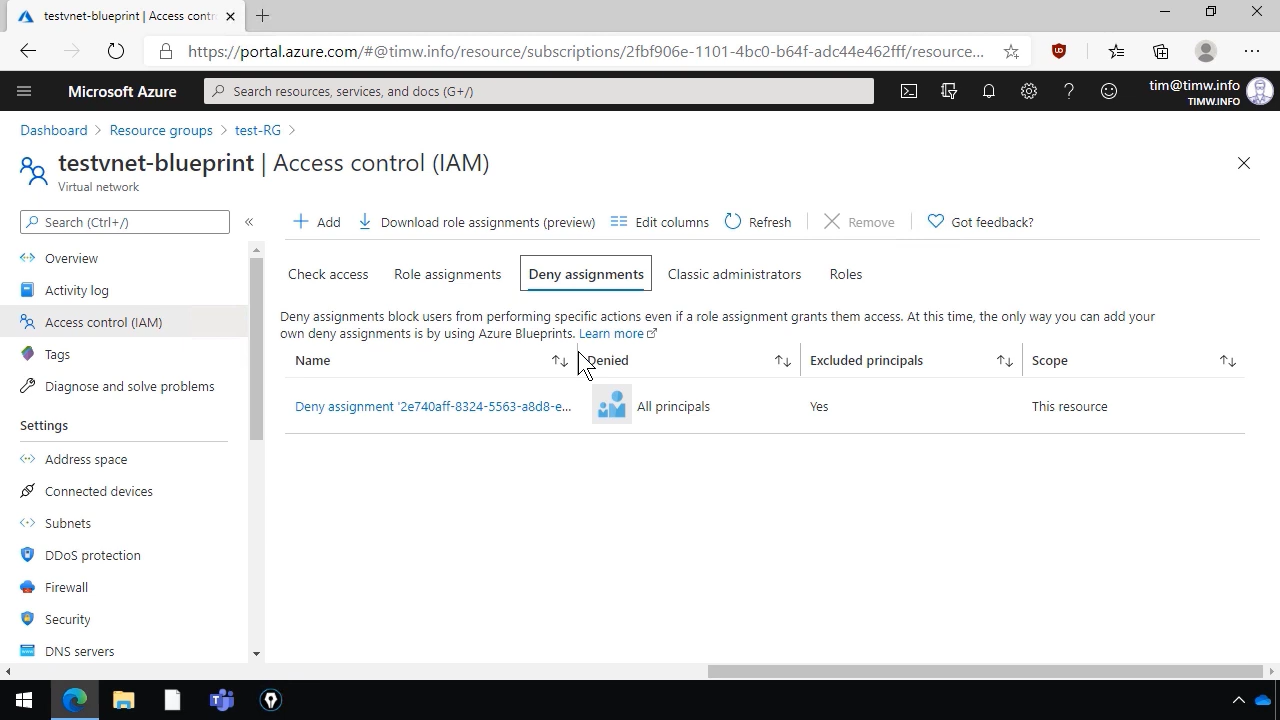 testvnet-blueprint | Access contr
https://portal.azure.com/#@timw.info/resource/subscriptions/2fbf906e-1101-4bc0-b64f-adc44e462fff/resource...
Microsoft Azure
Search resources, services, and docs (G+/)
tim@timw.info
TIMW.INFO
Dashboard > Resource groups > test-RG >
testvnet-blueprint | Access control (IAM)
Virtual network
Search (Ctrl+/)
«
Add
Download role assignments (preview)
Edit columns
Refresh
Remove
Got feedback?
Overview
Activity log
Access control (IAM)
Tags
Diagnose and solve problems
Settings
Address space
Connected devices
Subnets
DDoS protection
Firewall
Security
DNS servers
Check access
Role assignments
Deny assignments
Classic administrators
Roles
Deny assignments block users from performing specific actions even if a role assignment grants them access. At this time, the only way you can add your
own deny assignments is by using Azure Blueprints. Learn more
Name
Denied
Excluded principals
Scope
Deny assignment '2e740aff-8324-5563-a8d8-e...
All principals
Yes
This resource